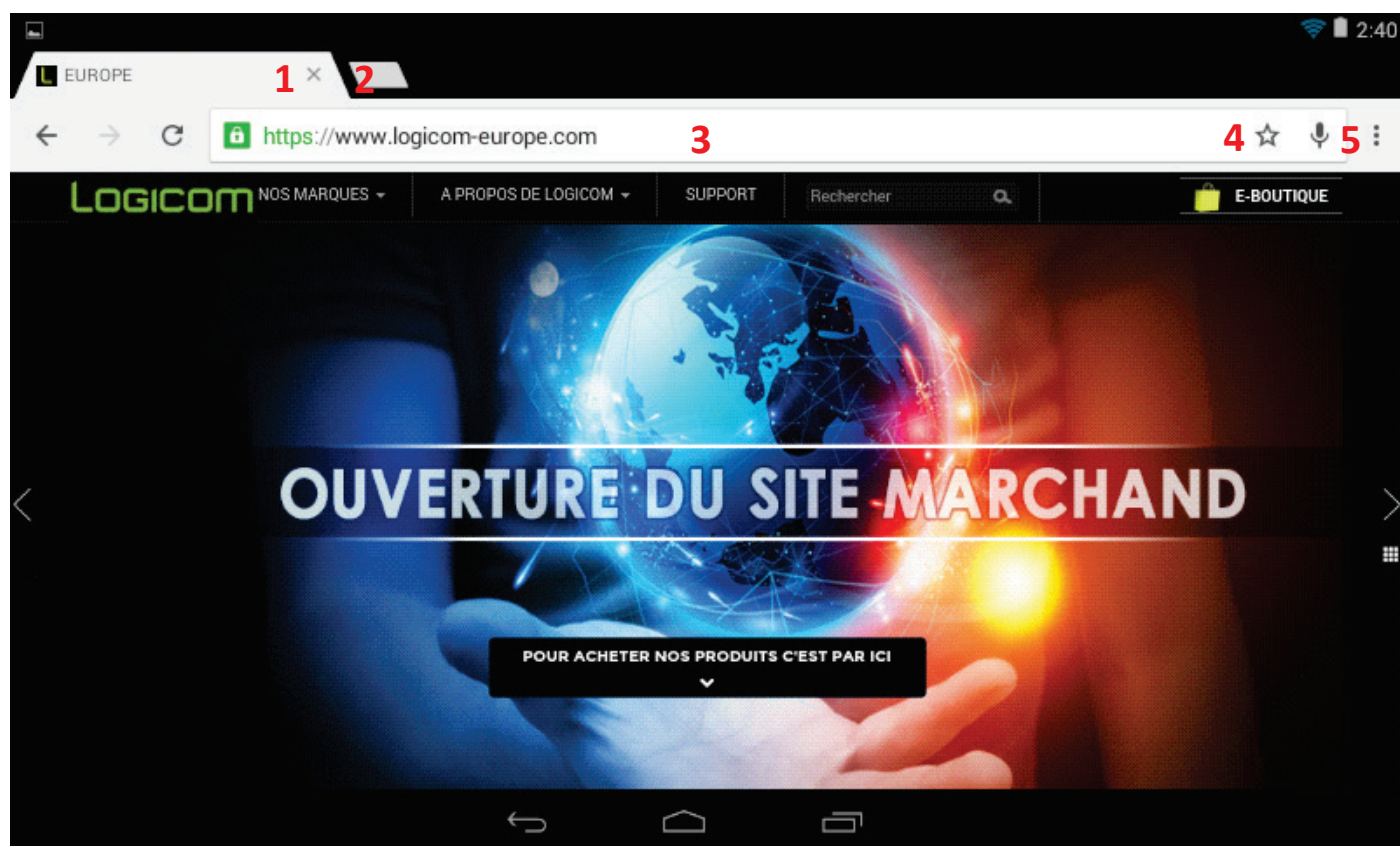 2:40
EUROPE 1 2
https://www.logicom-europe.com 3 4 5
LOGICOM NOS MARQUES A PROPOS DE LOGICOM SUPPORT Rechercher E-BOUTIQUE
OUVERTURE DU SITE MARCHAND
POUR ACHETER NOS PRODUITS C'EST PAR ICI